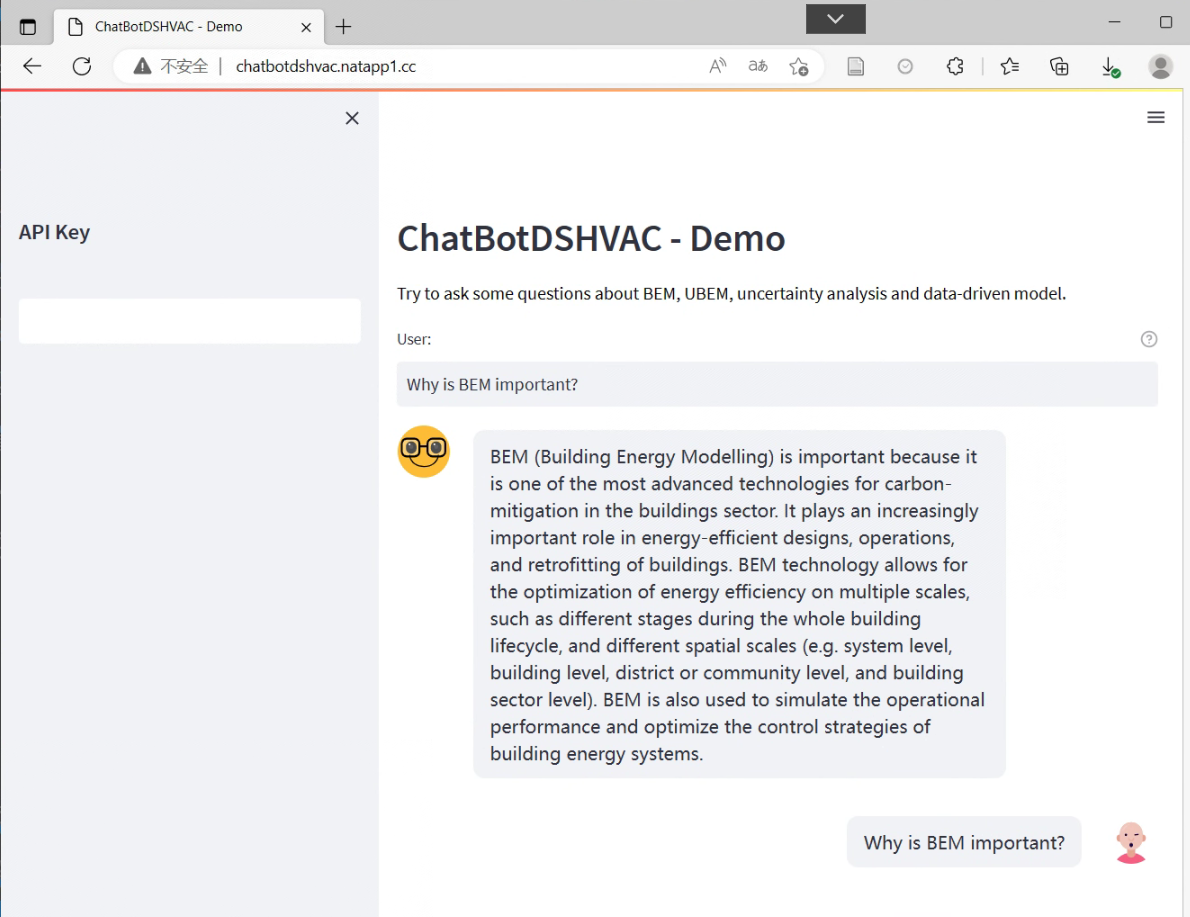 ChatBotDSHVAC - Demo
不安全 | chatbotdshvac.natapp1.cc
API Key
ChatBotDSHVAC - Demo
Try to ask some questions about BEM, UBEM, uncertainty analysis and data-driven model.
User:
Why is BEM important?
BEM (Building Energy Modelling) is important because it
is one of the most advanced technologies for carbon-
mitigation in the buildings sector. It plays an increasingly
important role in energy-efficient designs, operations,
and retrofitting of buildings. BEM technology allows for
the optimization of energy efficiency on multiple scales,
such as different stages during the whole building
lifecycle, and different spatial scales (e.g. system level,
building level, district or community level, and building
sector level). BEM is also used to simulate the operational
performance and optimize the control strategies of
building energy systems.
Why is BEM important?